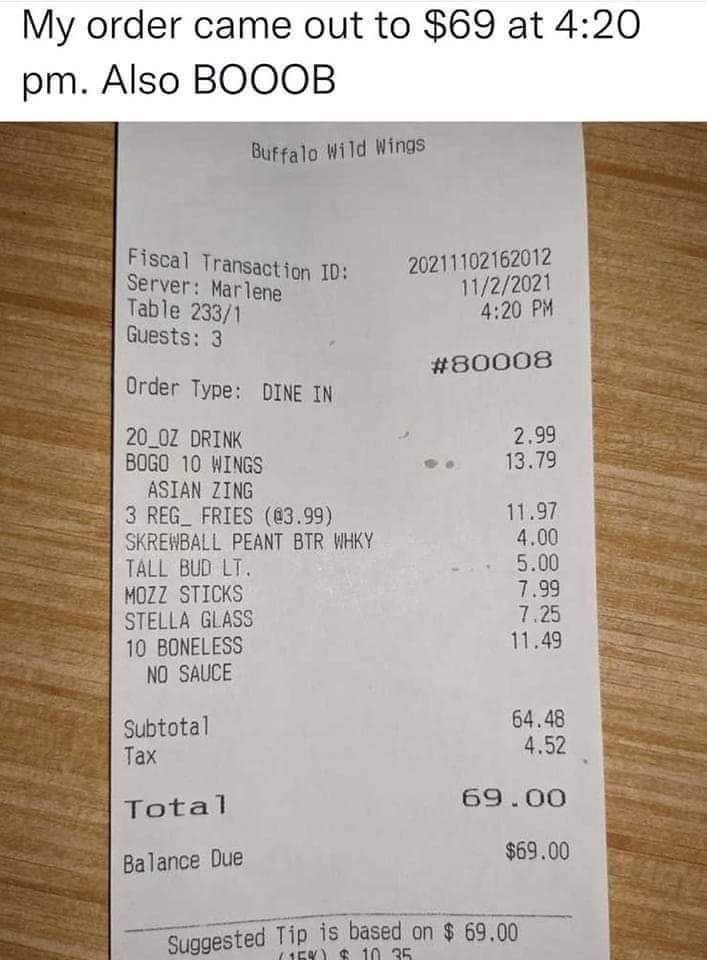 My order came out to $69 at 4:20
pm. Also BOOOB
Buffalo Wild Wings
Fiscal Transaction ID: 20211102162012
Server: Marlene 11/2/2021
Table 233/1 4:20 PM
Guests: 3
#80008
Order Type: DINE IN
20_OZ DRINK 2.99
BOGO 10 WINGS 13.79
ASIAN ZING
3 REG_ FRIES (@3.99) 11.97
SKREWBALL PEANT BTR WHKY 4.00
TALL BUD LT. 5.00
MOZZ STICKS 7.99
STELLA GLASS 7.25
10 BONELESS 11.49
NO SAUCE
Subtotal 64.48
Tax 4.52
Total 69.00
Balance Due $69.00
Suggested Tip is based on $ 69.00
(15%) $ 10.35